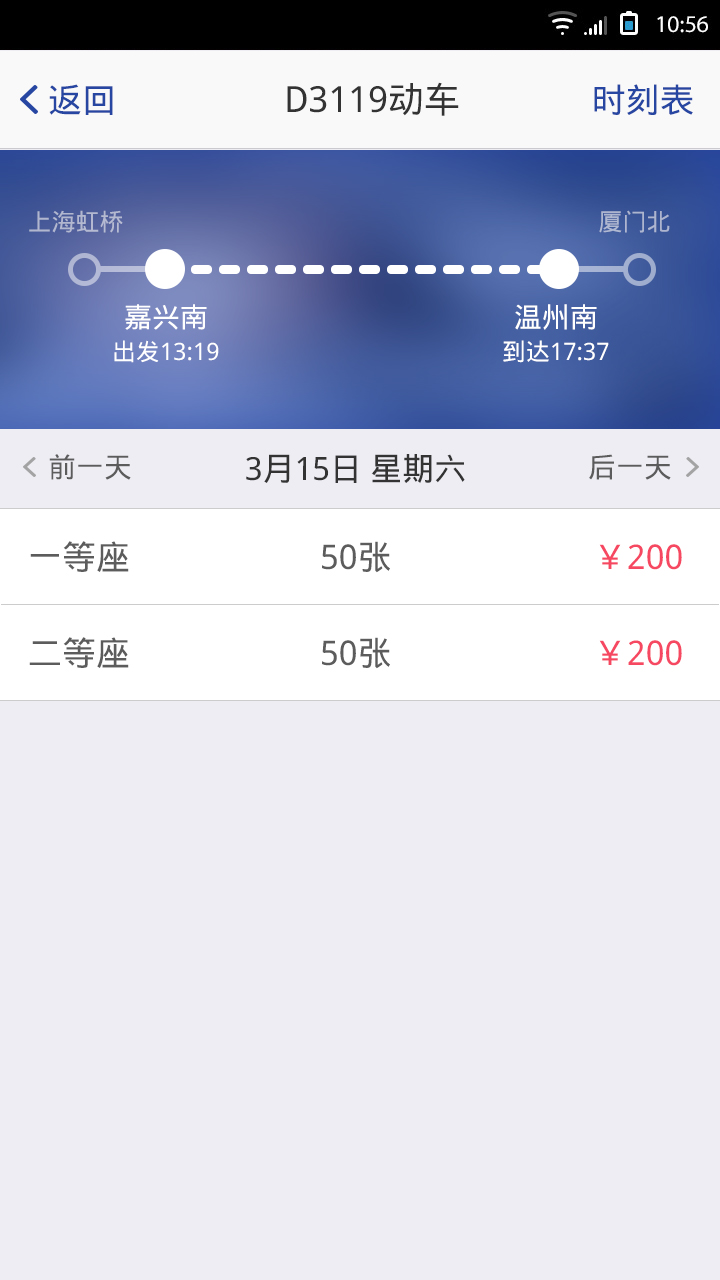 10:56
返回 D3119动车 时刻表
上海虹桥 厦门北
嘉兴南 温州南
出发13:19 到达17:37
前一天 3月15日 星期六 后一天
一等座 50张 ￥200
二等座 50张 ￥200